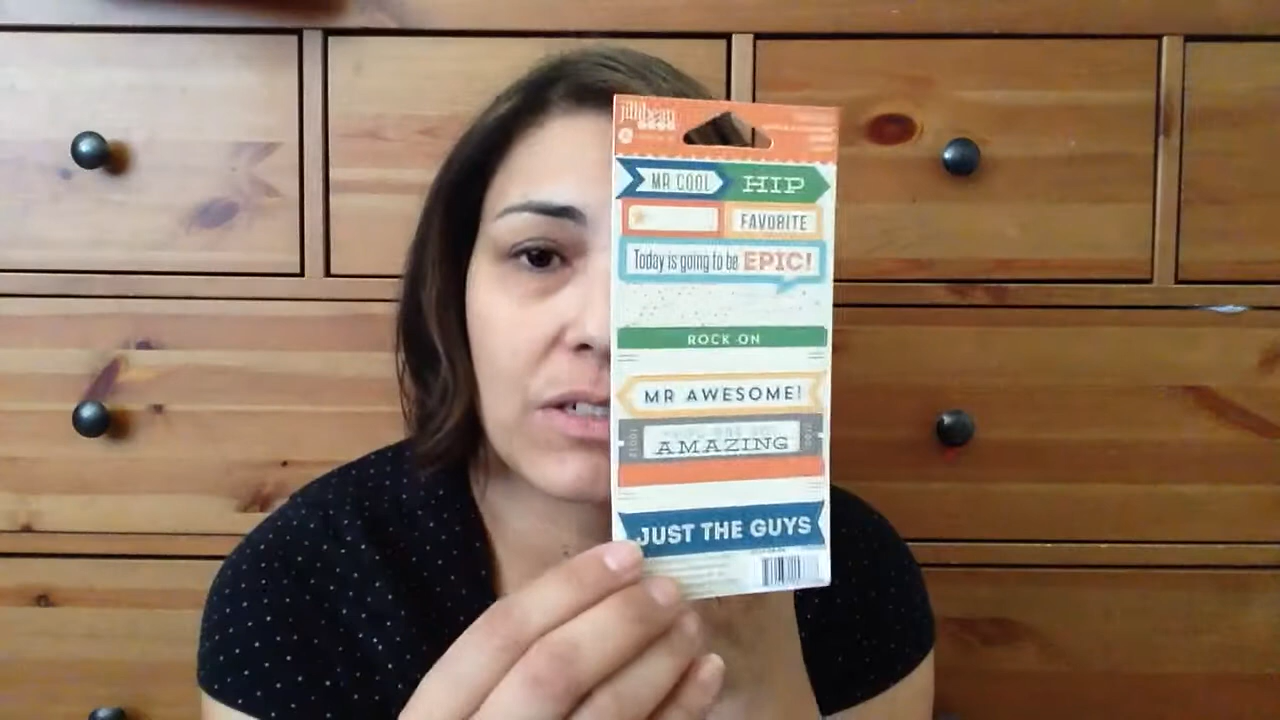 jillibean
MR COOL HIP
FAVORITE
Today is going to be EPIC!
ROCK ON
MR AWESOME!
AMAZING
JUST THE GUYS